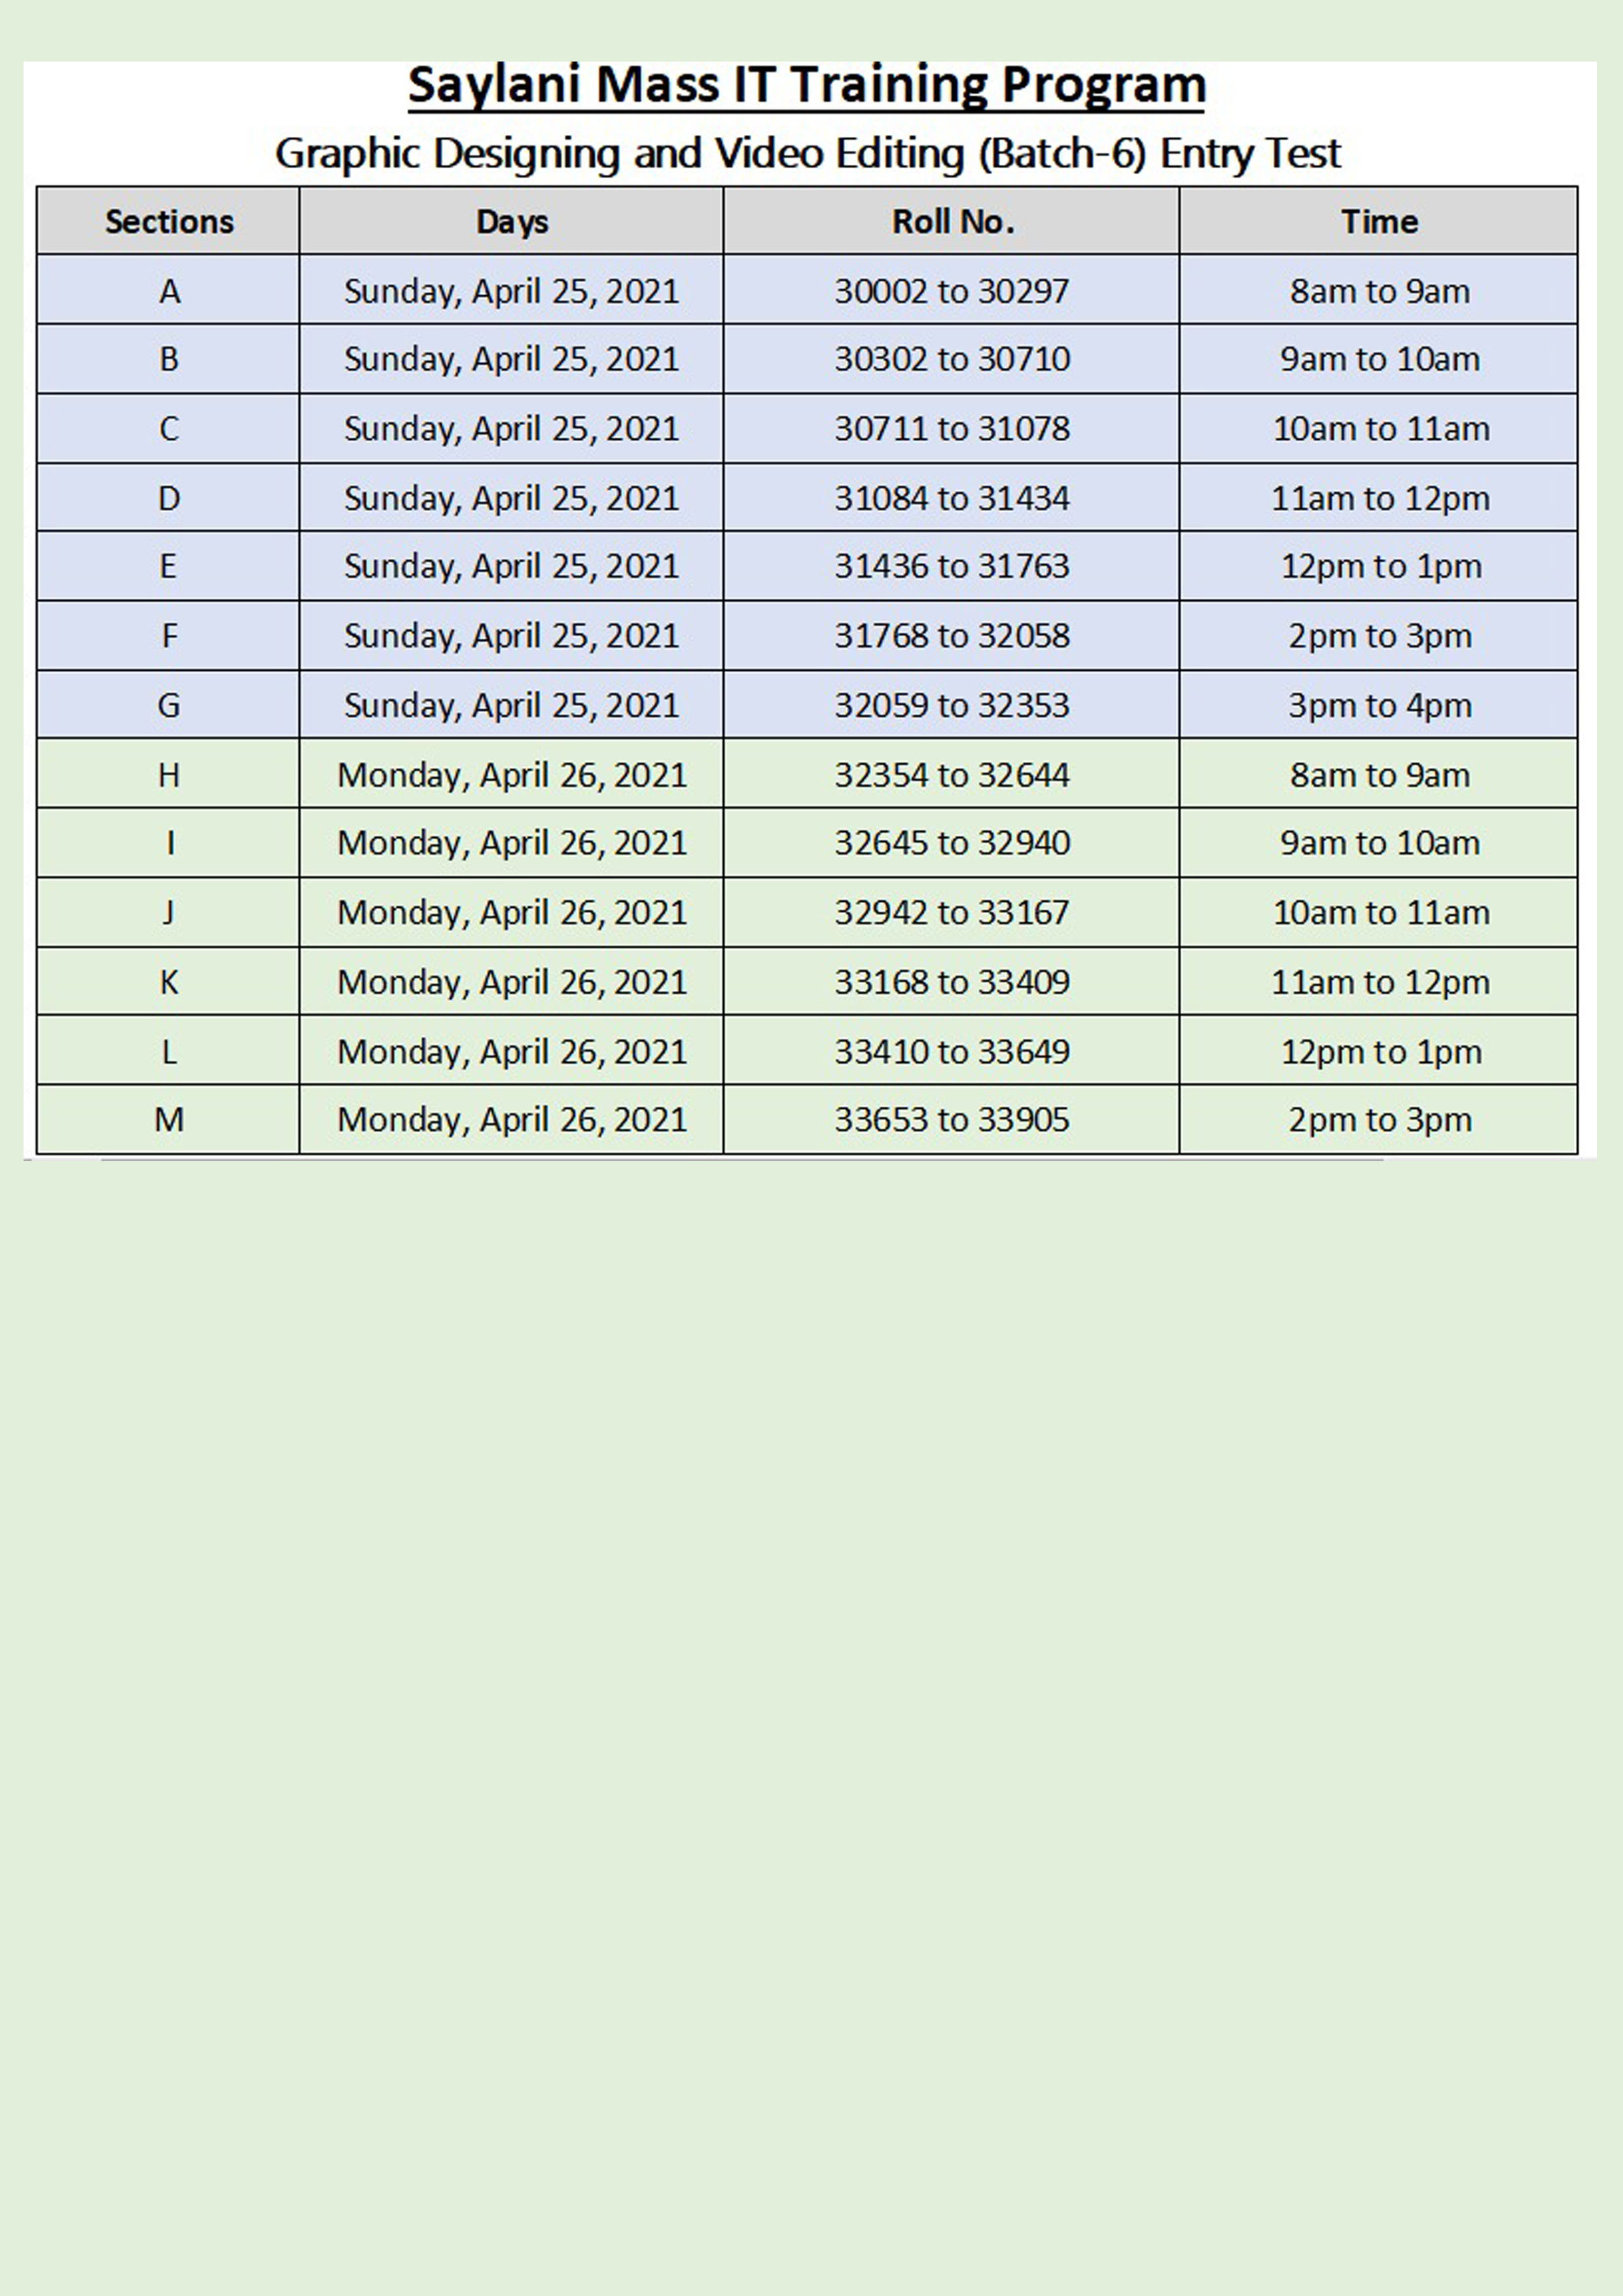 Saylani Mass IT Training Program
Graphic Designing and Video Editing (Batch-6) Entry Test
Sections Days Roll No. Time
A Sunday, April 25, 2021 30002 to 30297 8am to 9am
B Sunday, April 25, 2021 30302 to 30710 9am to 10am
C Sunday, April 25, 2021 30711 to 31078 10am to 11am
D Sunday, April 25, 2021 31084 to 31434 11am to 12pm
E Sunday, April 25, 2021 31436 to 31763 12pm to 1pm
F Sunday, April 25, 2021 31768 to 32058 2pm to 3pm
G Sunday, April 25, 2021 32059 to 32353 3pm to 4pm
H Monday, April 26, 2021 32354 to 32644 8am to 9am
I Monday, April 26, 2021 32645 to 32940 9am to 10am
J Monday, April 26, 2021 32942 to 33167 10am to 11am
K Monday, April 26, 2021 33168 to 33409 11am to 12pm
L Monday, April 26, 2021 33410 to 33649 12pm to 1pm
M Monday, April 26, 2021 33653 to 33905 2pm to 3pm